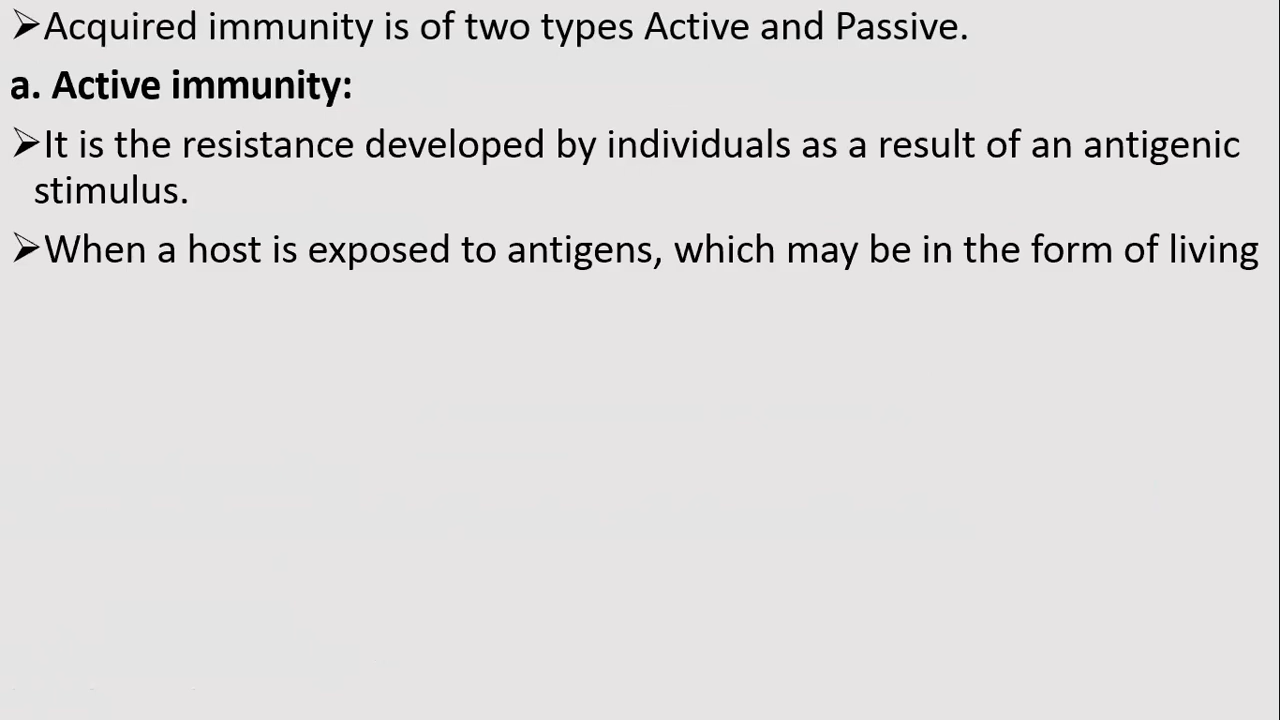 ➢Acquired immunity is of two types Active and Passive.
a. Active immunity:
➢It is the resistance developed by individuals as a result of an antigenic
stimulus.
➢When a host is exposed to antigens, which may be in the form of living